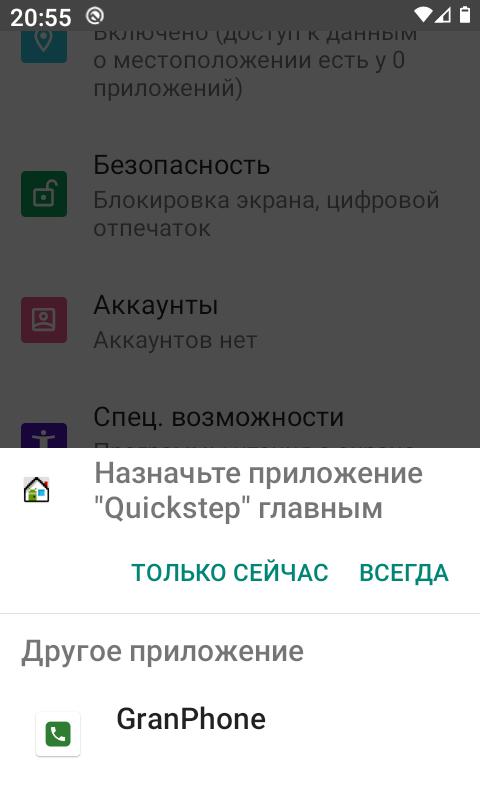 20:55
Включено (доступ к данным
о местоположении есть у 0
приложений)
Безопасность
Блокировка экрана, цифровой
отпечаток
Аккаунты
Аккаунтов нет
Спец. возможности
Назначьте приложение
"Quickstep" главным
ТОЛЬКО СЕЙЧАС ВСЕГДА
Другое приложение
GranPhone